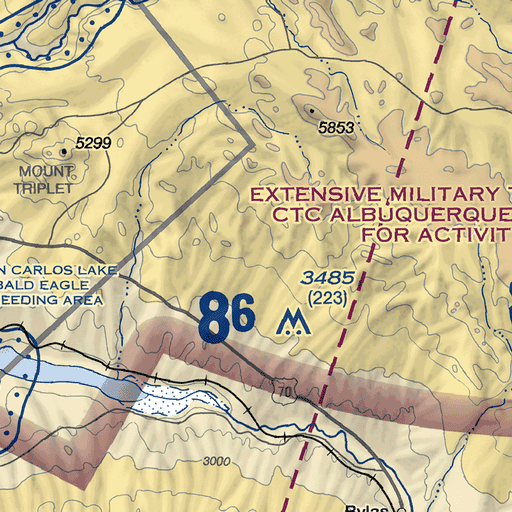 5853
5299
MOUNT
TRIPLET
EXTENSIVE MILITARY
CTC ALBUQUERQUE
FOR ACTIVIT
CARLOS LAKE
BALD EAGLE
EEDING AREA
3485
(223)
86
70
3000
Bylas